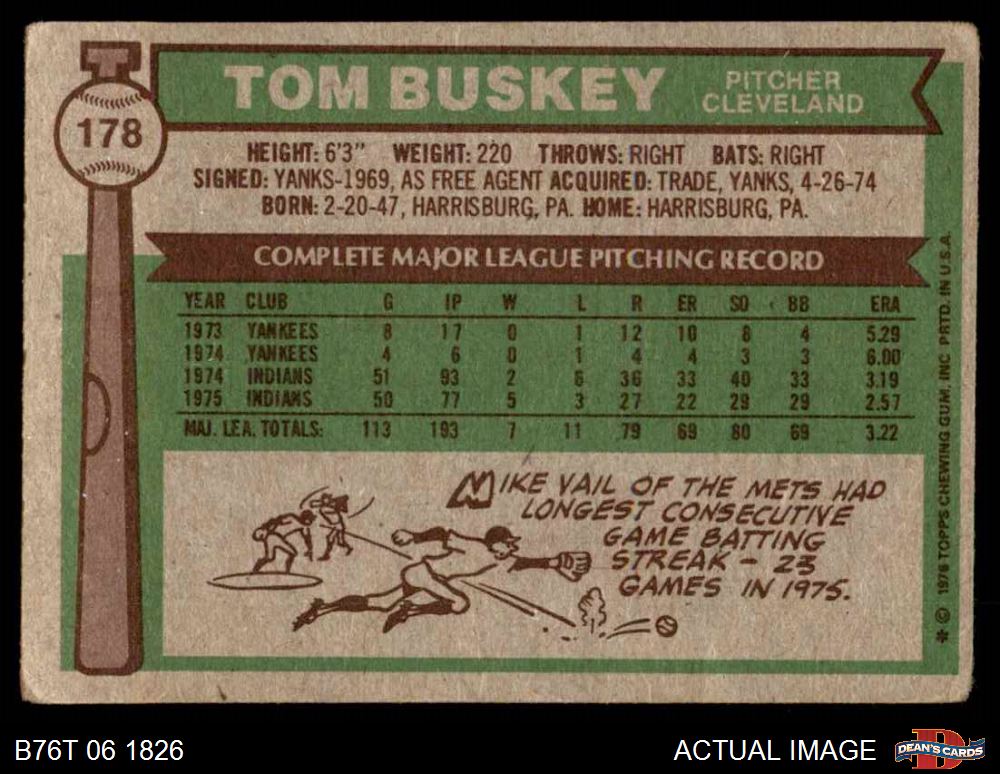 T
178
TOM BUSKEY
PITCHER
CLEVELAND
HEIGHT: 6'3" WEIGHT: 220 THROWS: RIGHT BATS: RIGHT
SIGNED: YANKS-1969, AS FREE AGENT ACQUIRED: TRADE, YANKS, 4-26-74
BORN: 2-20-47, HARRISBURG, PA. HOME: HARRISBURG, PA.
COMPLETE MAJOR LEAGUE PITCHING RECORD
YEAR CLUB G IP W L R ER SO BB ERA
1973 YANKEES 8 17 0 1 12 10 8 4 5.29
1974 YANKEES 4 6 0 1 4 4 3 3 6.00
1974 INDIANS 51 93 2 6 36 33 40 33 3.19
1975 INDIANS 50 77 5 3 27 22 29 29 2.57
MAJ. LEA. TOTALS: 113 193 7 11 79 69 80 69 3.22
MIKE VAIL OF THE METS HAD
LONGEST CONSECUTIVE
GAME BATTING
STREAK - 23
GAMES IN 1975.
* © 1976 TOPPS CHEWING GUM, INC. PRTD. IN U.S.A.
B76T 06 1826
ACTUAL IMAGE
D
DEAN'S CARDS